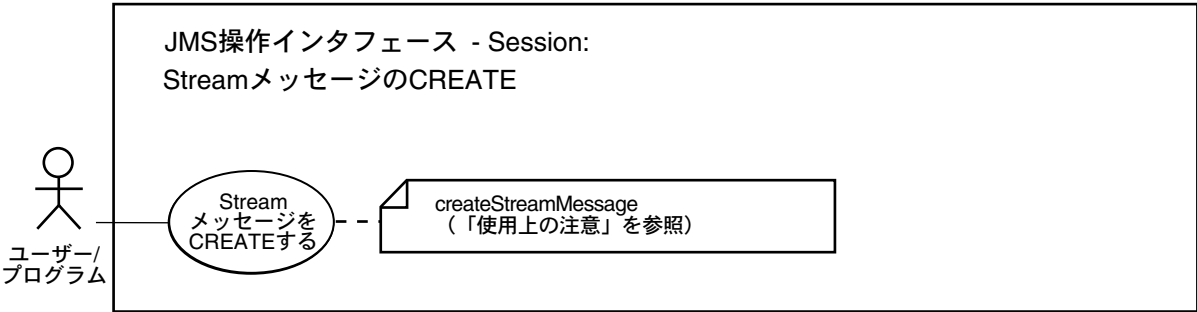 JMS操作インタフェース - Session:
StreamメッセージのCREATE
Stream
メッセージを
CREATEする
createStreamMessage
(「使用上の注意」を参照)
ユーザー/
プログラム